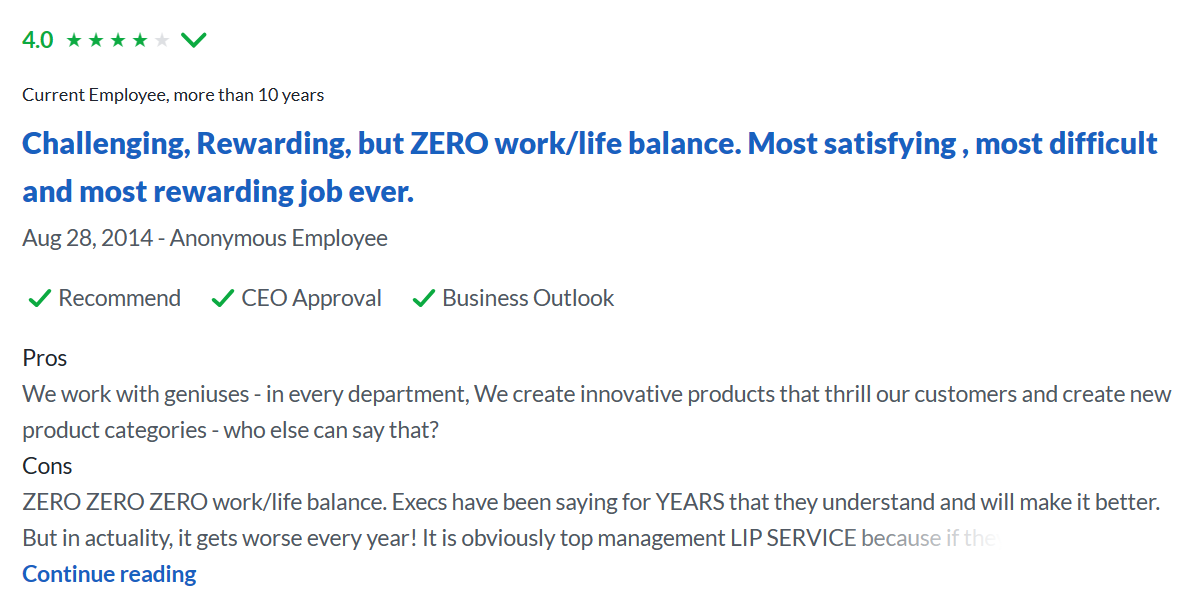 4.0
Current Employee, more than 10 years
Challenging, Rewarding, but ZERO work/life balance. Most satisfying , most difficult
and most rewarding job ever.
Aug 28, 2014 - Anonymous Employee
Recommend CEO Approval Business Outlook
Pros
We work with geniuses - in every department, We create innovative products that thrill our customers and create new
product categories - who else can say that?
Cons
ZERO ZERO ZERO work/life balance. Execs have been saying for YEARS that they understand and will make it better.
But in actuality, it gets worse every year! It is obviously top management LIP SERVICE because if the
Continue reading